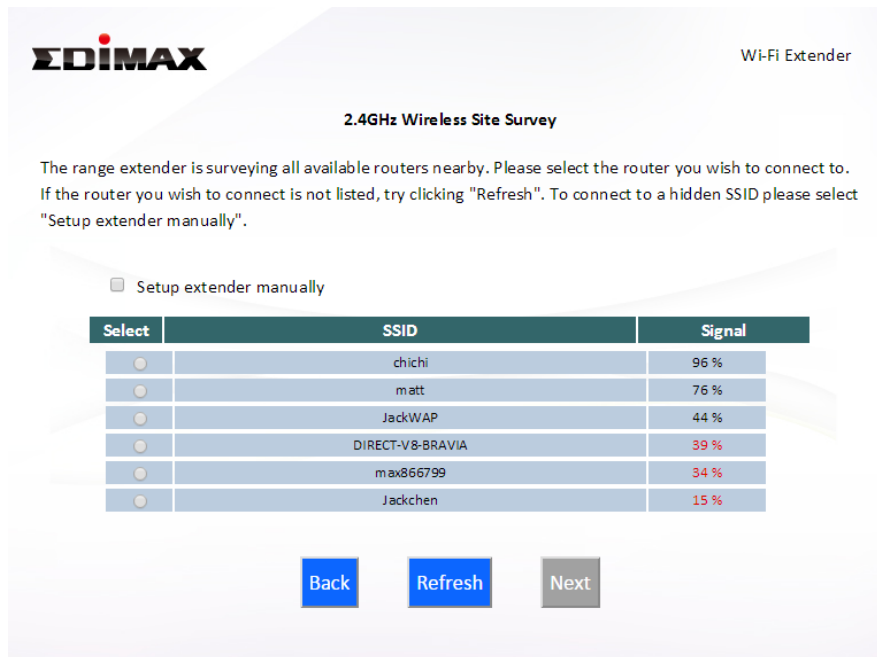 EDIMAX
Wi-Fi Extender
2.4GHz Wireless Site Survey
The range extender is surveying all available routers nearby. Please select the router you wish to connect to.
If the router you wish to connect is not listed, try clicking "Refresh". To connect to a hidden SSID please select
"Setup extender manually".
Setup extender manually
Select SSID Signal
chichi 96 %
matt 76 %
JackWAP 44 %
DIRECT-V8-BRAVIA 39 %
max866799 34 %
Jackchen 15 %
Back Refresh Next